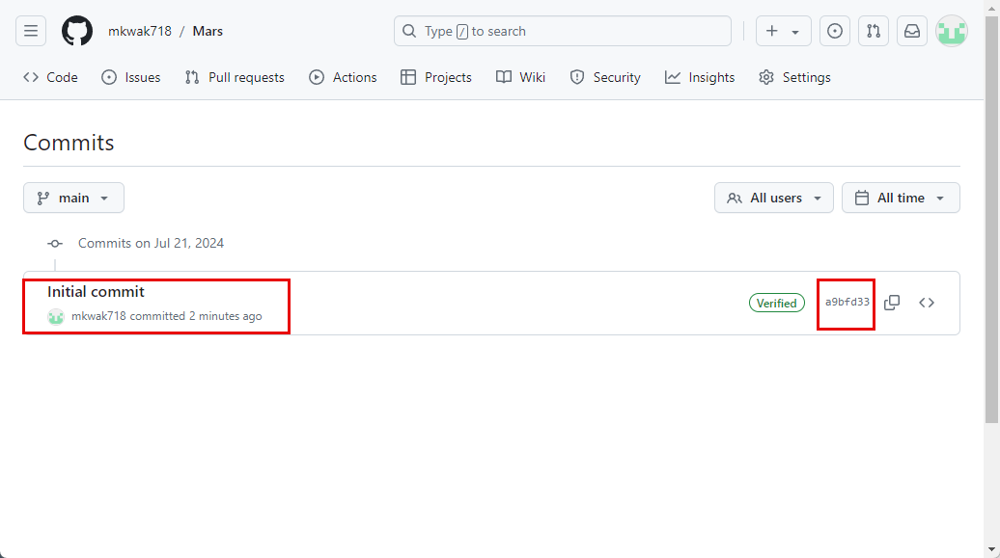 mkwak718 / Mars
Type / to search
Code Issues Pull requests Actions Projects Wiki Security Insights Settings
Commits
main All users All time
Commits on Jul 21, 2024
Initial commit
mkwak718 committed 2 minutes ago
Verified a9bfd33